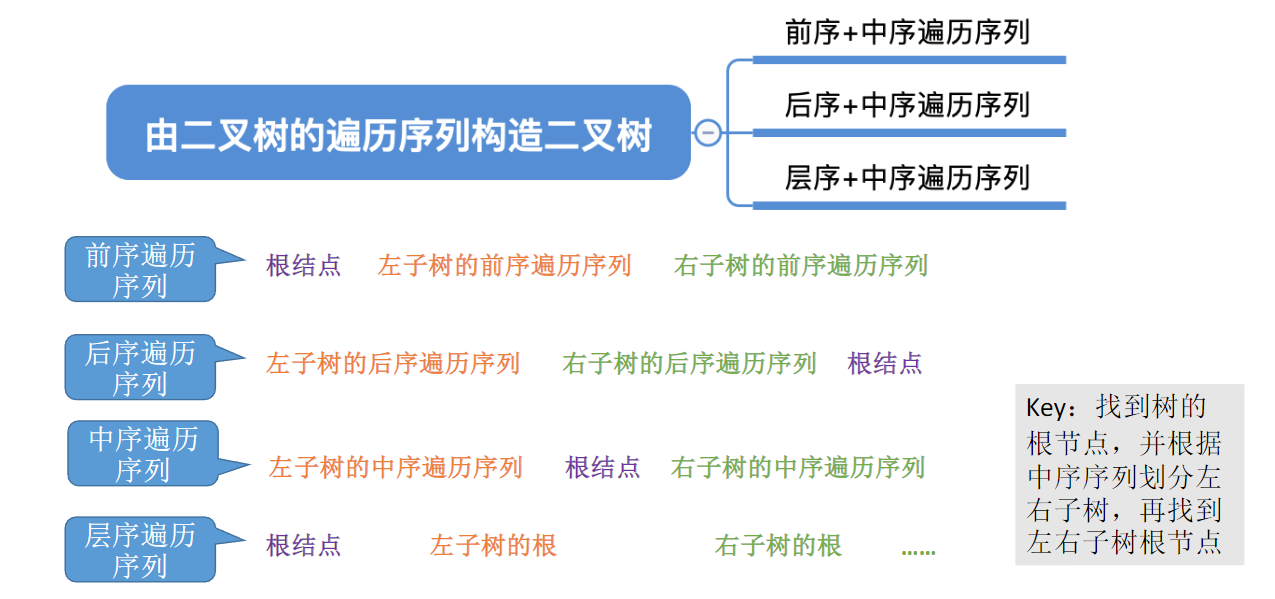 前序+中序遍历序列
由二叉树的遍历序列构造二叉树
后序+中序遍历序列
层序+中序遍历序列
前序遍历
序列
根结点 左子树的前序遍历序列 右子树的前序遍历序列
后序遍历
序列
左子树的后序遍历序列 右子树的后序遍历序列 根结点
中序遍历
序列
左子树的中序遍历序列 根结点 右子树的中序遍历序列
层序遍历
序列
根结点 左子树的根 右子树的根 ……
Key：找到树的
根节点，并根据
中序序列划分左
右子树，再找到
左右子树根节点